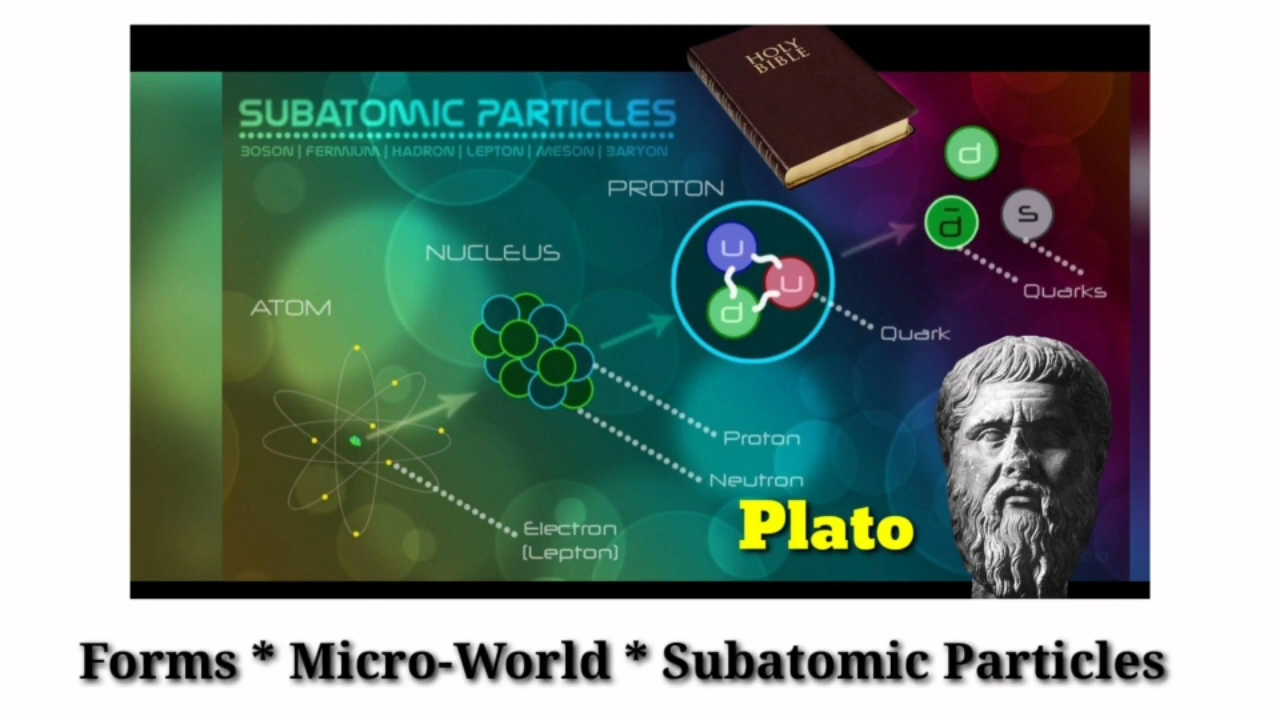 HOLY
BIBLE
SUBATOMIC PARTICLES
BOSON | FERMIUM | HADRON | LEPTON | MESON | BARYON
PROTON
d
d̄
S
NUCLEUS
U
U
d
Quarks
ATOM
Quark
Proton
Neutron
Plato
Electron
(Lepton)
Forms * Micro-World * Subatomic Particles